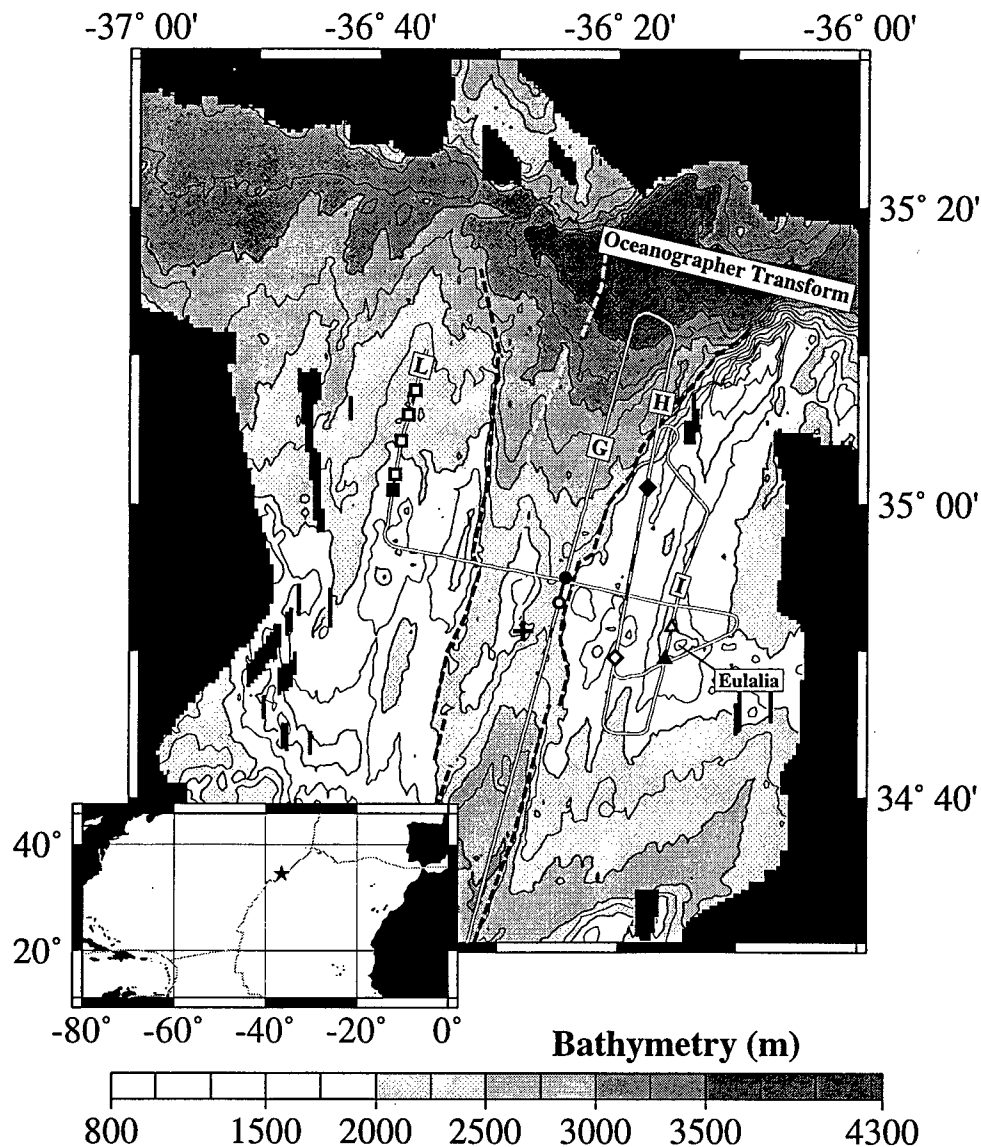 -37° 00' -36° 40' -36° 20' -36° 00'
35° 20'
Oceanographer Transform
L
H
G
35° 00'
I
Eulalia
34° 40'
40°
20°
-80° -60° -40° -20° 0°
Bathymetry (m)
800 1500 2000 2500 3000 3500 4300